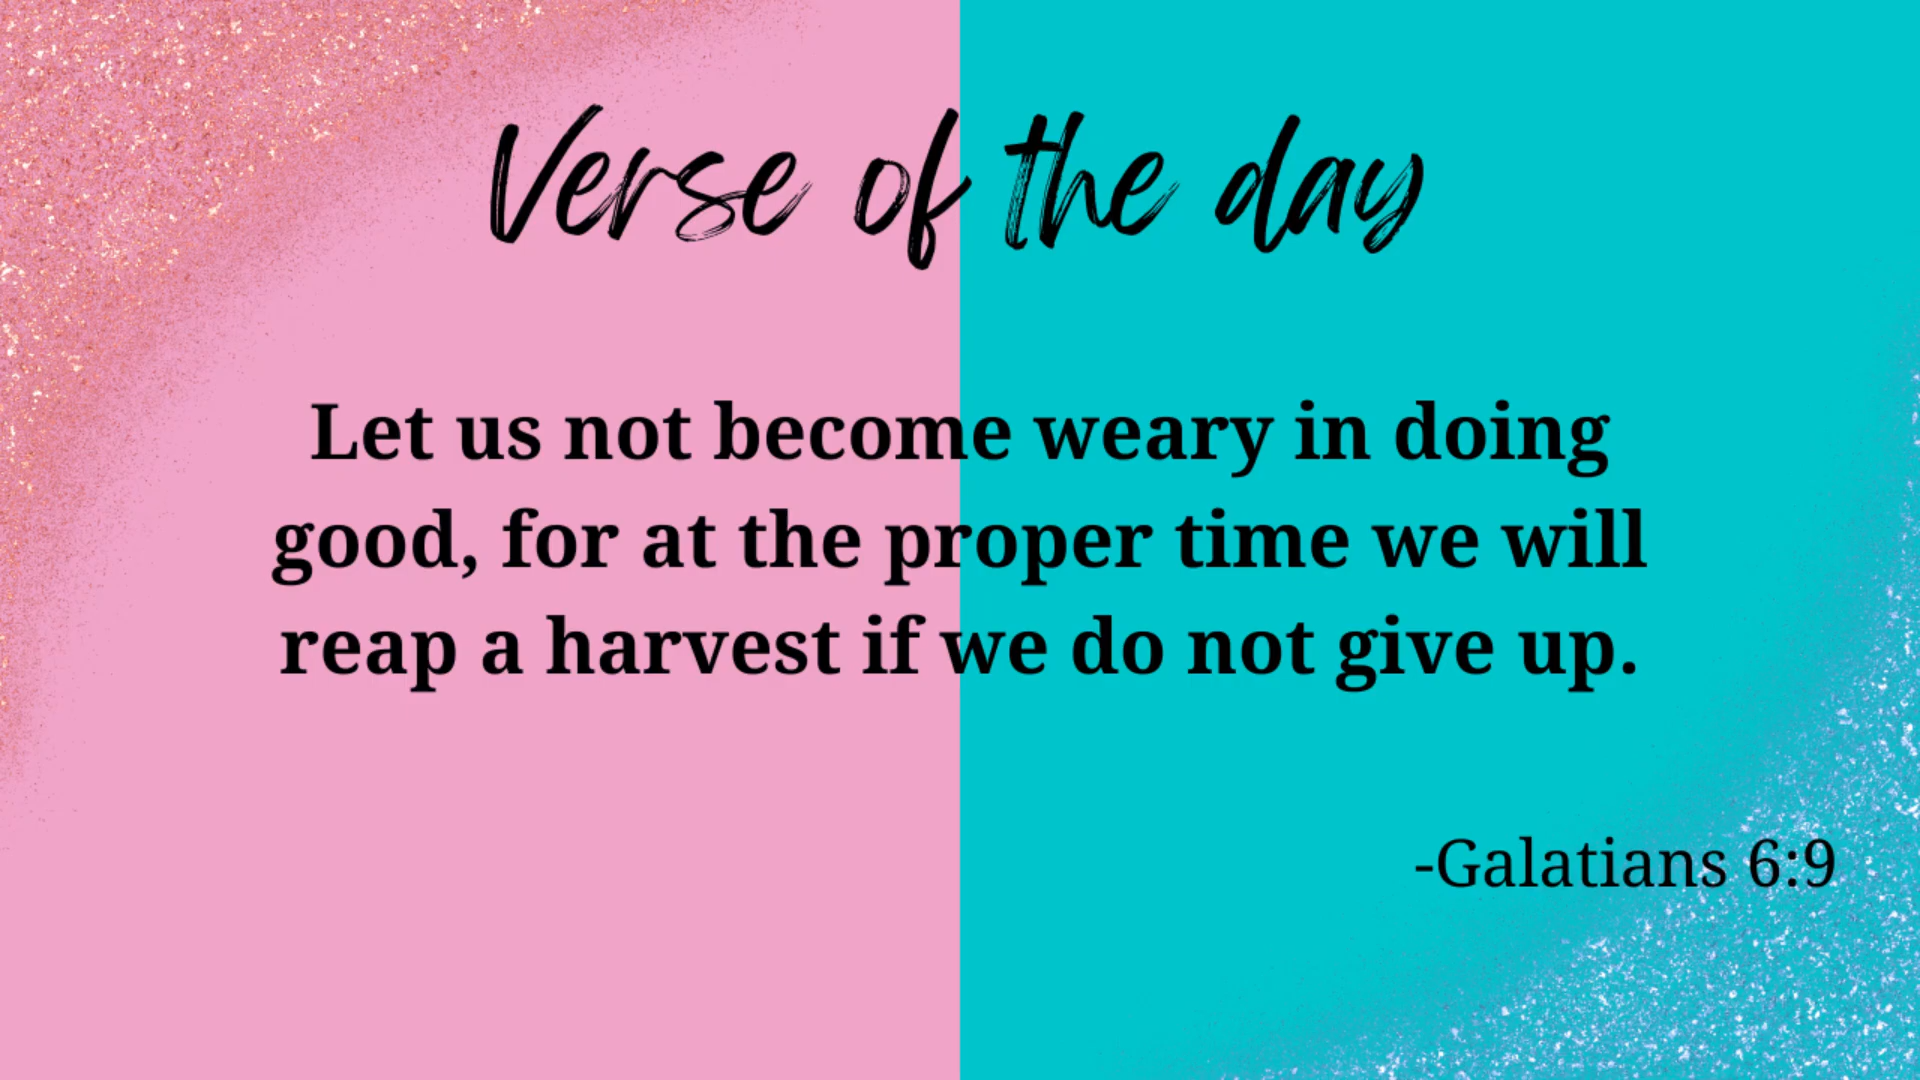 Verse of the day
Let us not become weary in doing
good, for at the proper time we will
reap a harvest if we do not give up.
-Galatians 6:9